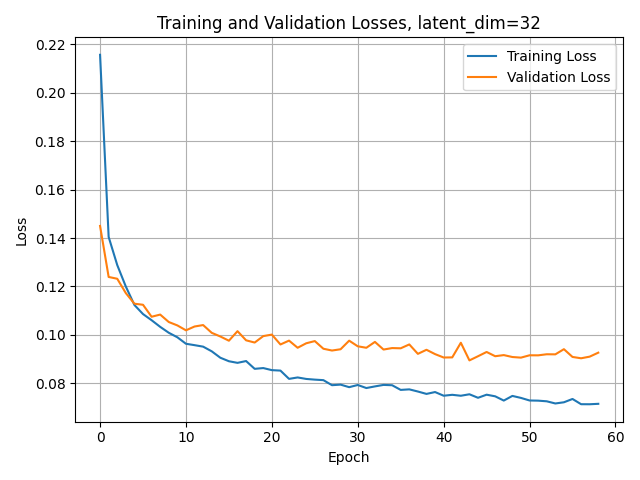 Training and Validation Losses, latent_dim=32
Training Loss
Validation Loss
0.22
0.20
0.18
0.16
0.14
0.12
0.10
0.08
Loss
0 10 20 30 40 50 60
Epoch